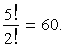 5!/2! = 60.